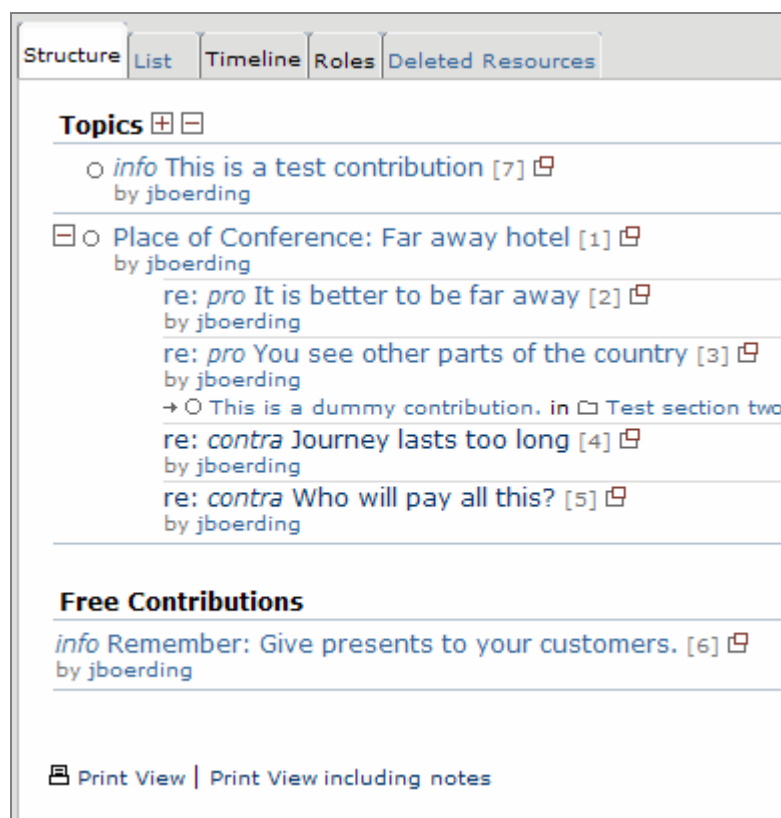 Structure List Timeline Roles Deleted Resources
Topics
info This is a test contribution [7]
by jboerding
Place of Conference: Far away hotel [1]
by jboerding
re: pro It is better to be far away [2]
by jboerding
re: pro You see other parts of the country [3]
by jboerding
→ This is a dummy contribution. in Test section two
re: contra Journey lasts too long [4]
by jboerding
re: contra Who will pay all this? [5]
by jboerding
Free Contributions
info Remember: Give presents to your customers. [6]
by jboerding
Print View | Print View including notes